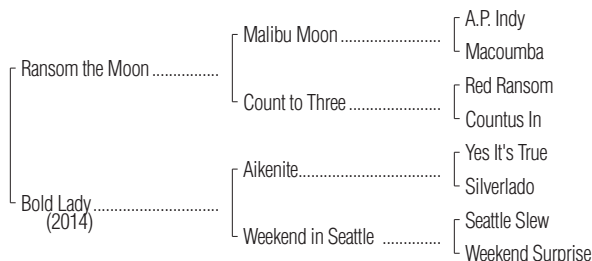 A.P. Indy
Malibu Moon ....................
Macoumba
Ransom the Moon .............
Red Ransom
Count to Three ..................
Countus In
Yes It's True
Aikenite............................
Silverlado
Bold Lady ........................
(2014)
Seattle Slew
Weekend in Seattle ...........
Weekend Surprise